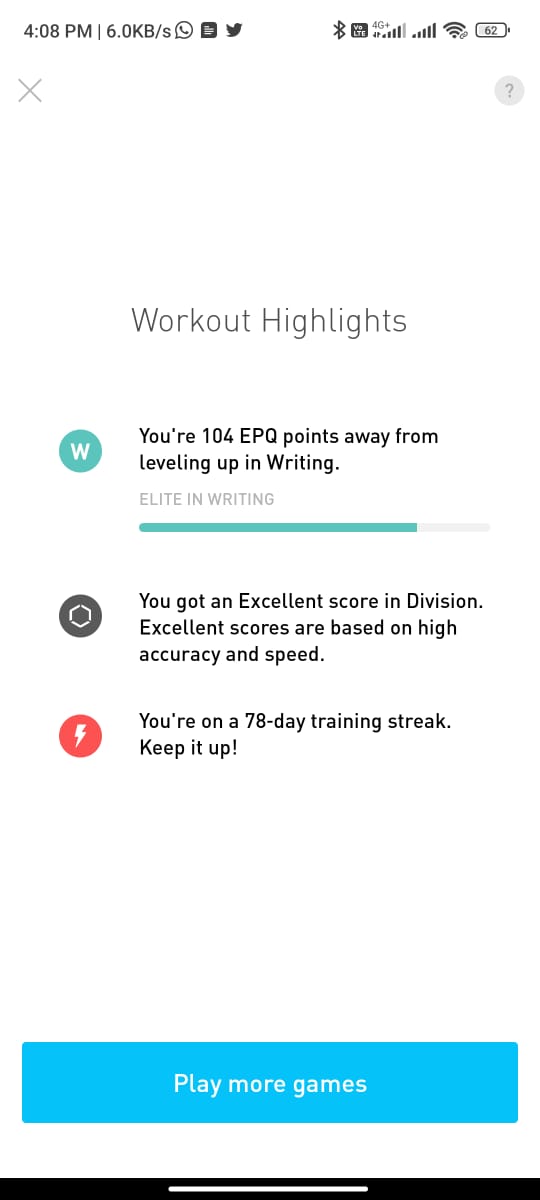 4:08 PM | 6.0KB/s Vo LTE 4G+ 62
?
Workout Highlights
W
You're 104 EPQ points away from
leveling up in Writing.
ELITE IN WRITING
You got an Excellent score in Division.
Excellent scores are based on high
accuracy and speed.
You're on a 78-day training streak.
Keep it up!
Play more games